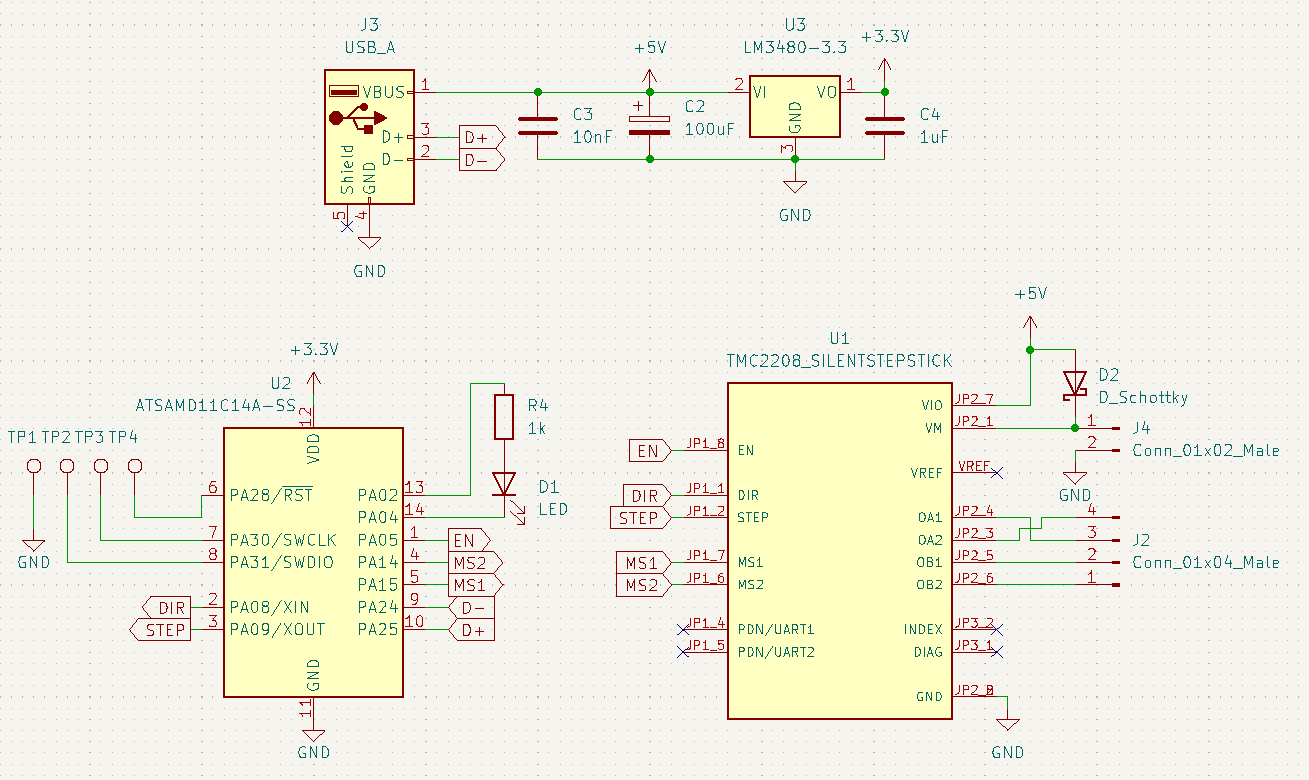 J3
USB_A
VBUS
1
D+
3
D+
D-
2
D-
Shield
GND
5
4
GND
+5V
C3
10nF
+
C2
100uF
U3
LM3480-3.3
2
VI
VO
1
GND
3
+3.3V
C4
1uF
GND
+3.3V
U2
ATSAMD11C14A-SS
12
VDD
TP1 TP2 TP3 TP4
6
PA28/RST
7
PA30/SWCLK
8
PA31/SWDIO
GND
DIR
2
PA08/XIN
STEP
3
PA09/XOUT
PA02
13
PA04
14
PA05
1
EN
PA14
4
MS2
PA15
5
MS1
PA24
9
D-
PA25
10
D+
GND
11
GND
R4
1k
D1
LED
U1
TMC2208_SILENTSTEPSTICK
EN
JP1_8
EN
DIR
JP1_1
DIR
STEP
JP1_2
STEP
MS1
JP1_7
MS1
MS2
JP1_6
MS2
JP1_4
PDN/UART1
JP1_5
PDN/UART2
VIO
JP2_7
VM
JP2_1
VREF
VREF
OA1
JP2_4
OA2
JP2_3
OB1
JP2_5
OB2
JP2_6
INDEX
JP3_2
DIAG
JP3_1
GND
GND
+5V
D2
D_Schottky
1
J4
2
Conn_01x02_Male
GND
4
3
J2
2
Conn_01x04_Male
1